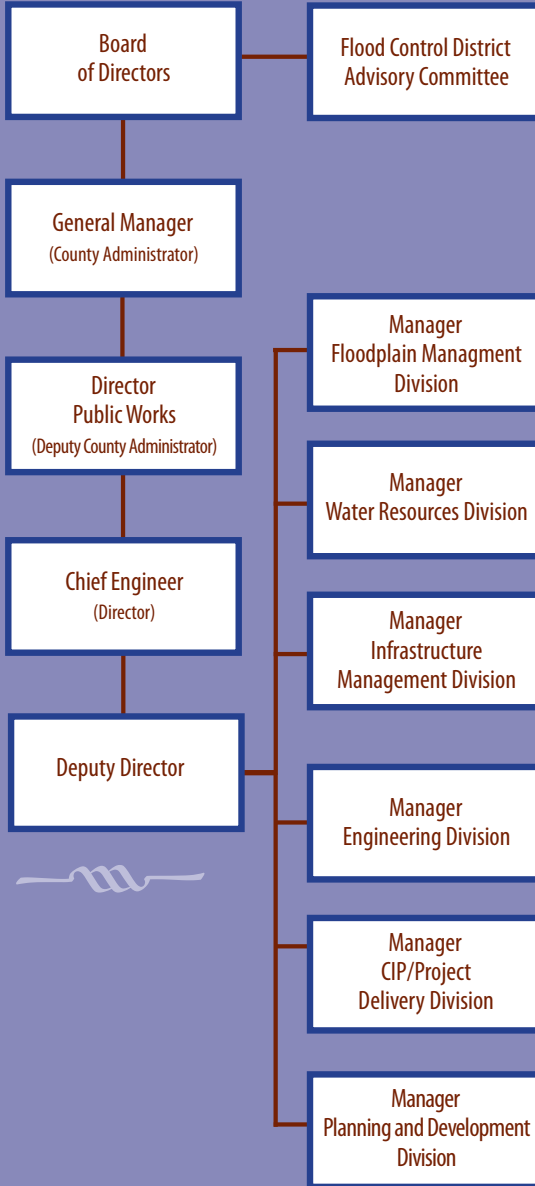 Board
of Directors
Flood Control District
Advisory Committee
General Manager
(County Administrator)
Director
Public Works
(Deputy County Administrator)
Chief Engineer
(Director)
Deputy Director
Manager
Floodplain Managment
Division
Manager
Water Resources Division
Manager
Infrastructure
Management Division
Manager
Engineering Division
Manager
CIP/Project
Delivery Division
Manager
Planning and Development
Division